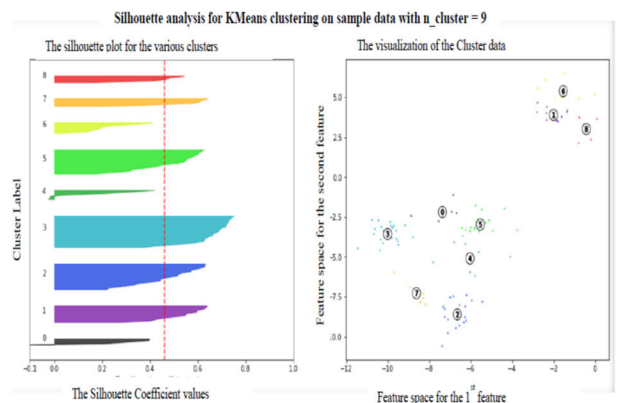 Silhouette analysis for KMeans clustering on sample data with n_cluster = 9
The silhouette plot for the various clusters
The visualization of the Cluster data
Cluster Label
8
7
6
5
4
3
2
1
0
−0.1 0.0 0.2 0.4 0.6 0.8 1.0
The Silhouette Coefficient values
Feature space for the second feature
5.0
2.5
0.0
−2.5
−5.0
−7.5
10.0
6
1
8
0
5
3
4
7
2
−12 −10 −8 −6 −4 −2 0
Feature space for the 1st feature